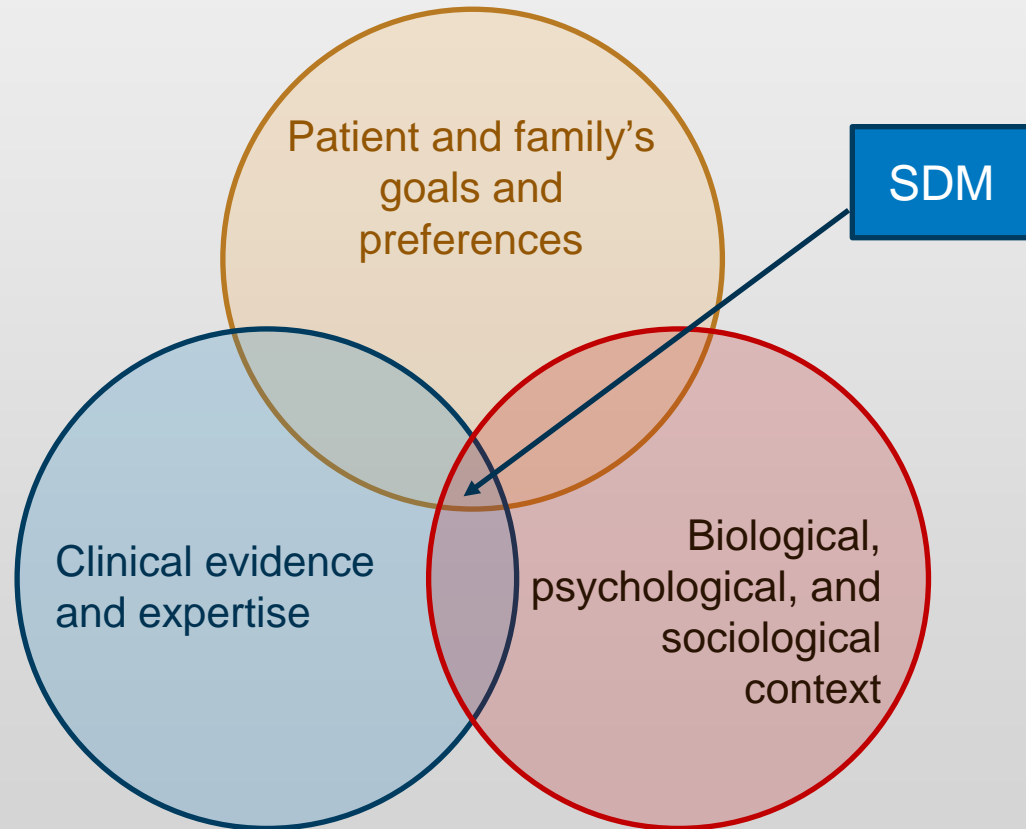 Patient and family’s
goals and
preferences
SDM
Clinical evidence
and expertise
Biological,
psychological, and
sociological
context